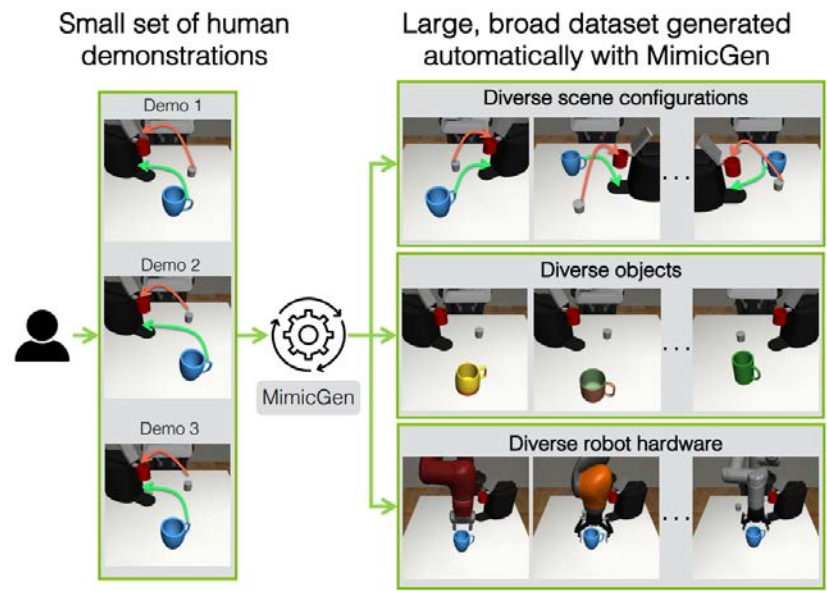 Small set of human
demonstrations
Large, broad dataset generated
automatically with MimicGen
Demo 1
Demo 2
Demo 3
MimicGen
Diverse scene configurations
...
Diverse objects
...
Diverse robot hardware
...